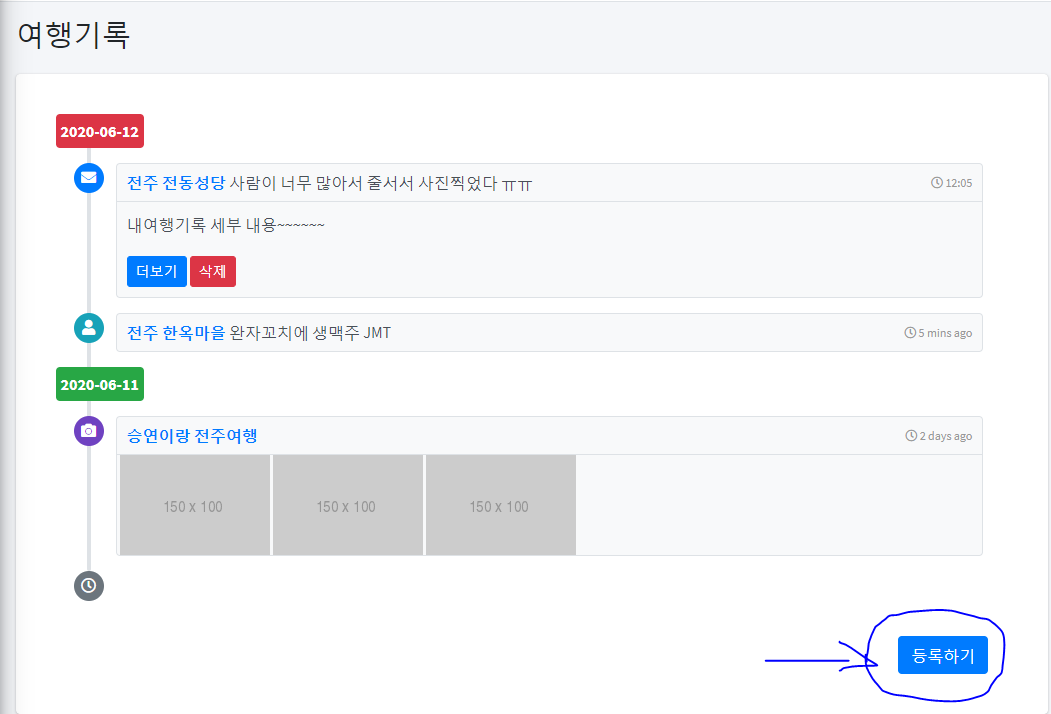 여행기록
2020-06-12
전주 전동성당 사람이 너무 많아서 줄서서 사진찍었다 ㅠㅠ 12:05
내여행기록 세부 내용~~~~~~
더보기 삭제
전주 한옥마을 완자꼬치에 생맥주 JMT 5 mins ago
2020-06-11
승연이랑 전주여행 2 days ago
150 x 100 150 x 100 150 x 100
등록하기